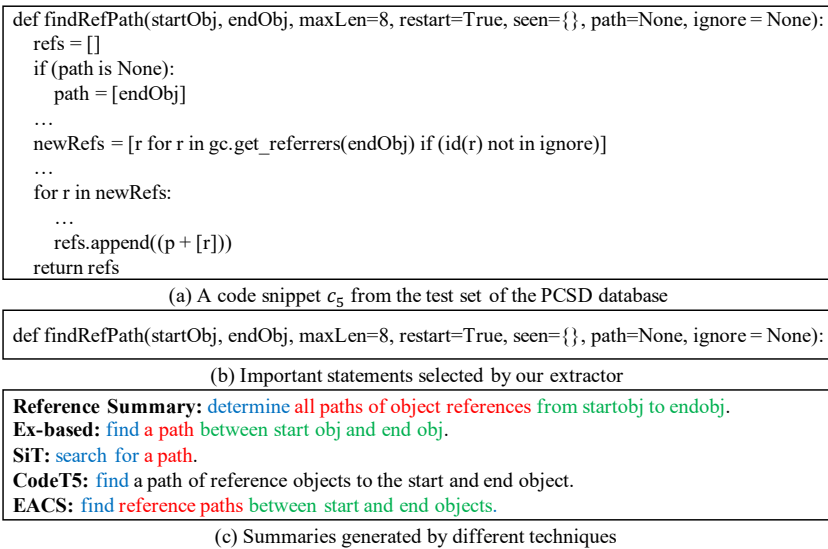 def findRefPath(startObj, endObj, maxLen=8, restart=True, seen={}, path=None, ignore = None):
refs = []
if (path is None):
path = [endObj]
…
newRefs = [r for r in gc.get_referrers(endObj) if (id(r) not in ignore)]
…
for r in newRefs:
…
refs.append((p + [r]))
return refs
(a) A code snippet c₅ from the test set of the PCSD database
def findRefPath(startObj, endObj, maxLen=8, restart=True, seen={}, path=None, ignore = None):
(b) Important statements selected by our extractor
Reference Summary: determine all paths of object references from startobj to endobj.
Ex-based: find a path between start obj and end obj.
SiT: search for a path.
CodeT5: find a path of reference objects to the start and end object.
EACS: find reference paths between start and end objects.
(c) Summaries generated by different techniques